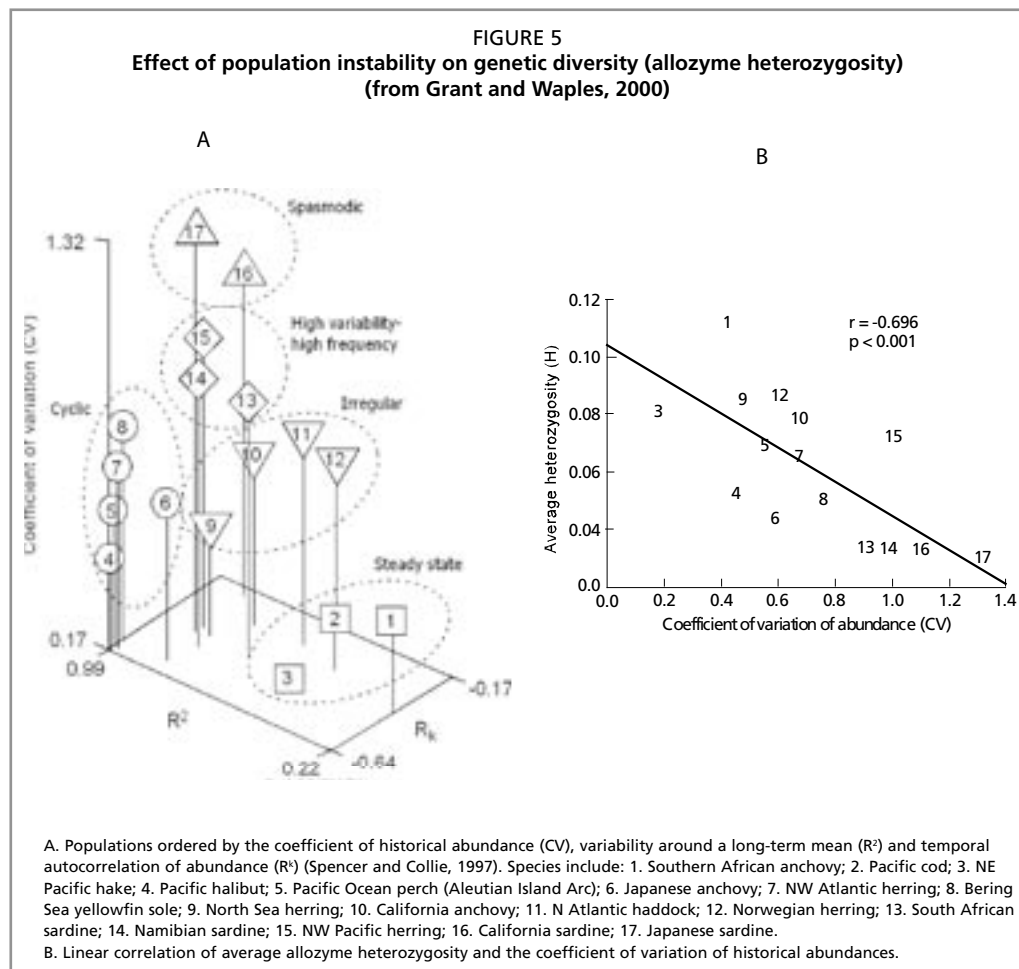 FIGURE 5
Effect of population instability on genetic diversity (allozyme heterozygosity)
(from Grant and Waples, 2000)
A
Coefficient of variation (CV)
1.32
0.17
0.99
R²
0.22
-0.64
Rk
-0.17
Spasmodic
17
16
High variability-
high frequency
15
14
13
Irregular
11
10
12
9
Cyclic
8
7
6
5
4
Steady state
2
1
3
B
Average heterozygosity (H)
0.12
0.10
0.08
0.06
0.04
0.02
0.0
r = -0.696
p < 0.001
1
12
9
3
10
15
5
7
4
8
6
13 14 16 17
0.0 0.2 0.4 0.6 0.8 1.0 1.2 1.4
Coefficient of variation of abundance (CV)
A. Populations ordered by the coefficient of historical abundance (CV), variability around a long-term mean (R²) and temporal
autocorrelation of abundance (Rᵏ) (Spencer and Collie, 1997). Species include: 1. Southern African anchovy; 2. Pacific cod; 3. NE
Pacific hake; 4. Pacific halibut; 5. Pacific Ocean perch (Aleutian Island Arc); 6. Japanese anchovy; 7. NW Atlantic herring; 8. Bering
Sea yellowfin sole; 9. North Sea herring; 10. California anchovy; 11. N Atlantic haddock; 12. Norwegian herring; 13. South African
sardine; 14. Namibian sardine; 15. NW Pacific herring; 16. California sardine; 17. Japanese sardine.
B. Linear correlation of average allozyme heterozygosity and the coefficient of variation of historical abundances.